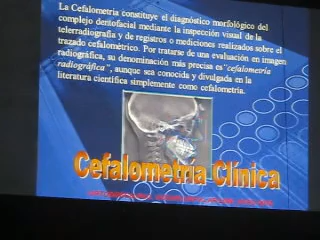 La Cefalometría constituye el diagnóstico morfológico del
complejo dentofacial mediante la inspección visual de la
telerradiografía y de registros o mediciones realizados sobre el
trazado cefalométrico. Por tratarse de una evaluación en imagen
radiográfica, su denominación más precisa es "cefalometría
radiográfica", aunque sea conocida y divulgada en la
literatura científica simplemente como cefalometría.
Cefalometria Clínica